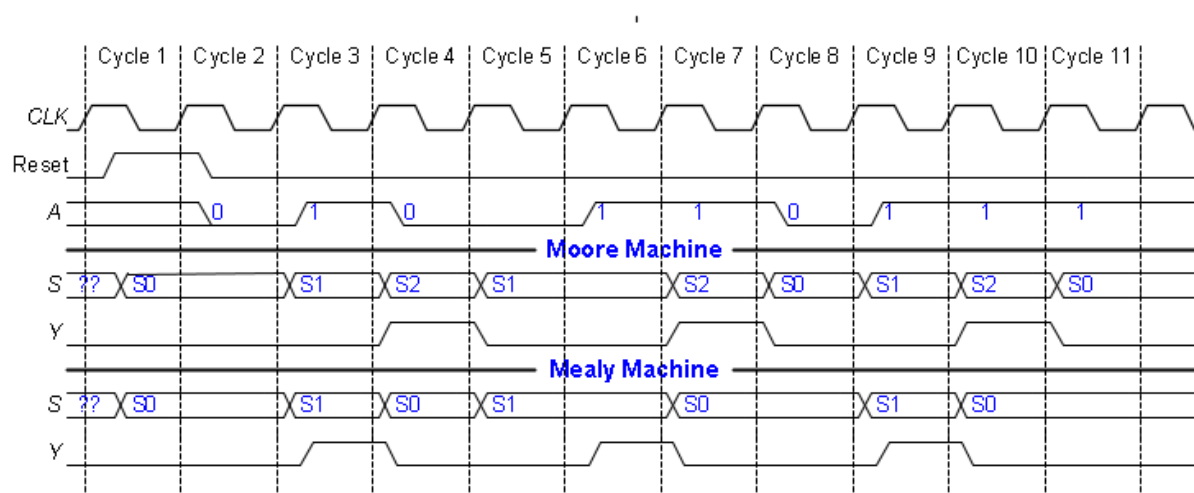 Cycle 1 Cycle 2 Cycle 3 Cycle 4 Cycle 5 Cycle 6 Cycle 7 Cycle 8 Cycle 9 Cycle 10 Cycle 11
CLK
Reset
A 0 1 0 1 1 0 1 1 1
Moore Machine
S ?? S0 S1 S2 S1 S2 S0 S1 S2 S0
Y
Mealy Machine
S ?? S0 S1 S0 S1 S0 S1 S0
Y